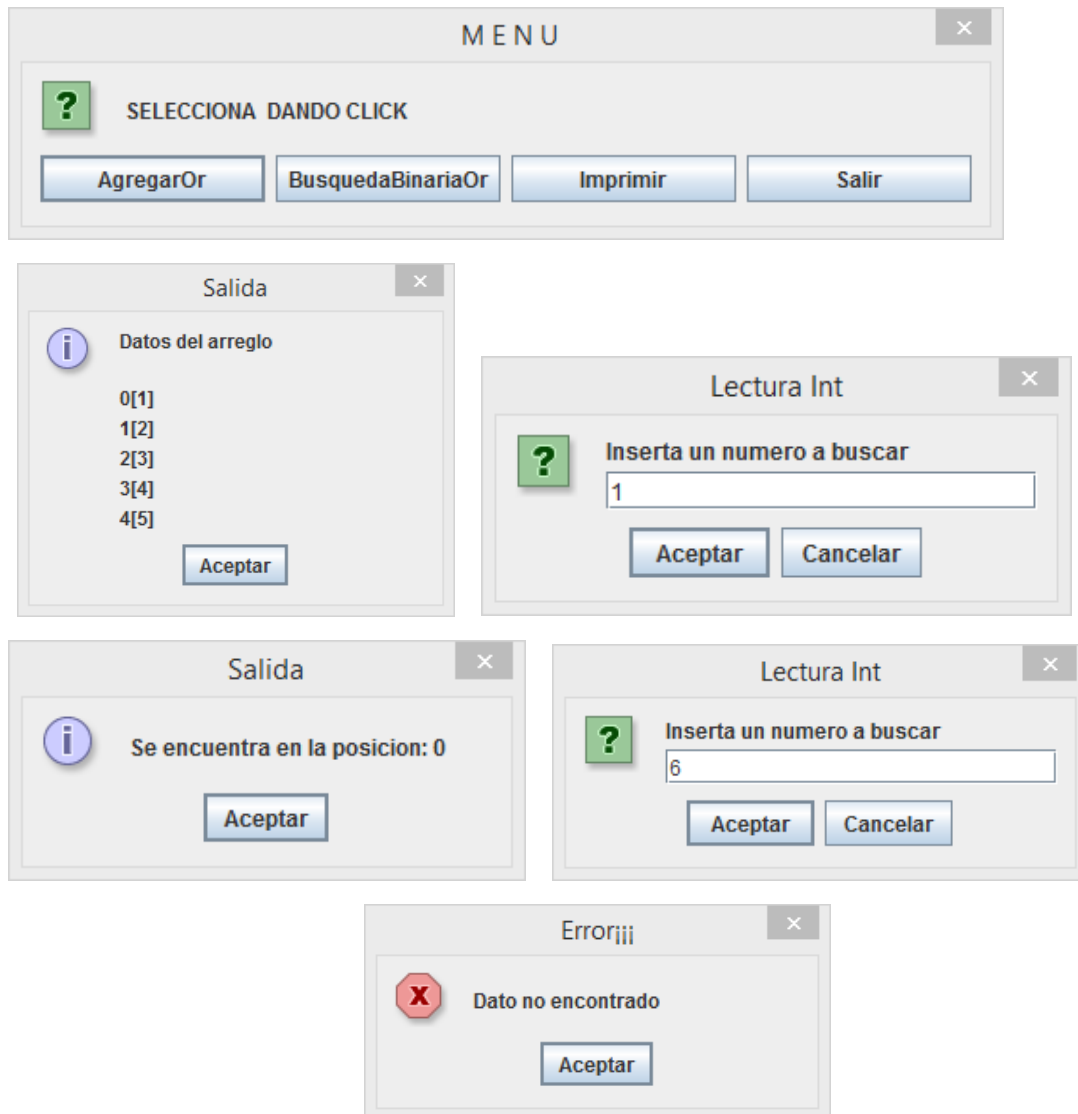 M E N U
SELECCIONA DANDO CLICK
AgregarOr BusquedaBinariaOr Imprimir Salir
Salida
Datos del arreglo
0[1]
1[2]
2[3]
3[4]
4[5]
Aceptar
Lectura Int
Inserta un numero a buscar
1
Aceptar Cancelar
Salida
Se encuentra en la posicion: 0
Aceptar
Lectura Int
Inserta un numero a buscar
6
Aceptar Cancelar
Error¡¡¡
Dato no encontrado
Aceptar